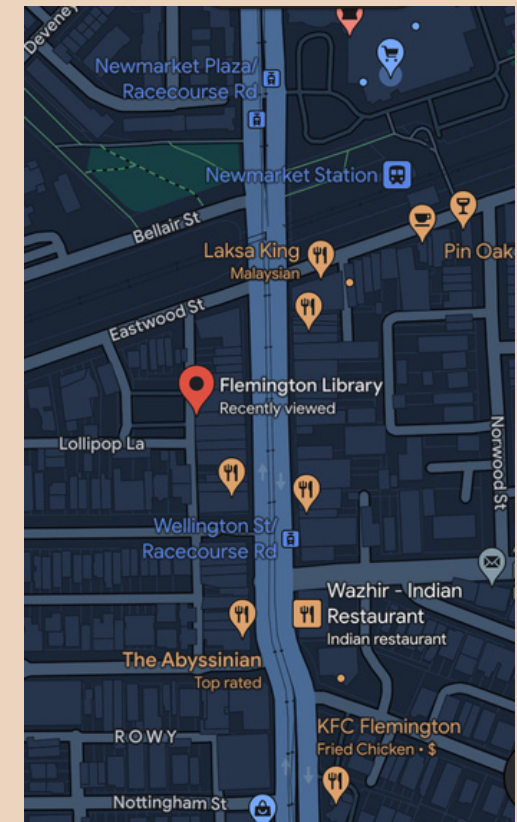 Deveney
Newmarket Plaza/
Racecourse Rd
Newmarket Station
Bellair St
Laksa King
Malaysian
Pin Oak
Eastwood St
Flemington Library
Recently viewed
Lollipop La
Norwood St
Wellington St/
Racecourse Rd
Wazhir - Indian
Restaurant
Indian restaurant
The Abyssinian
Top rated
KFC Flemington
Fried Chicken • $
ROWY
Nottingham St